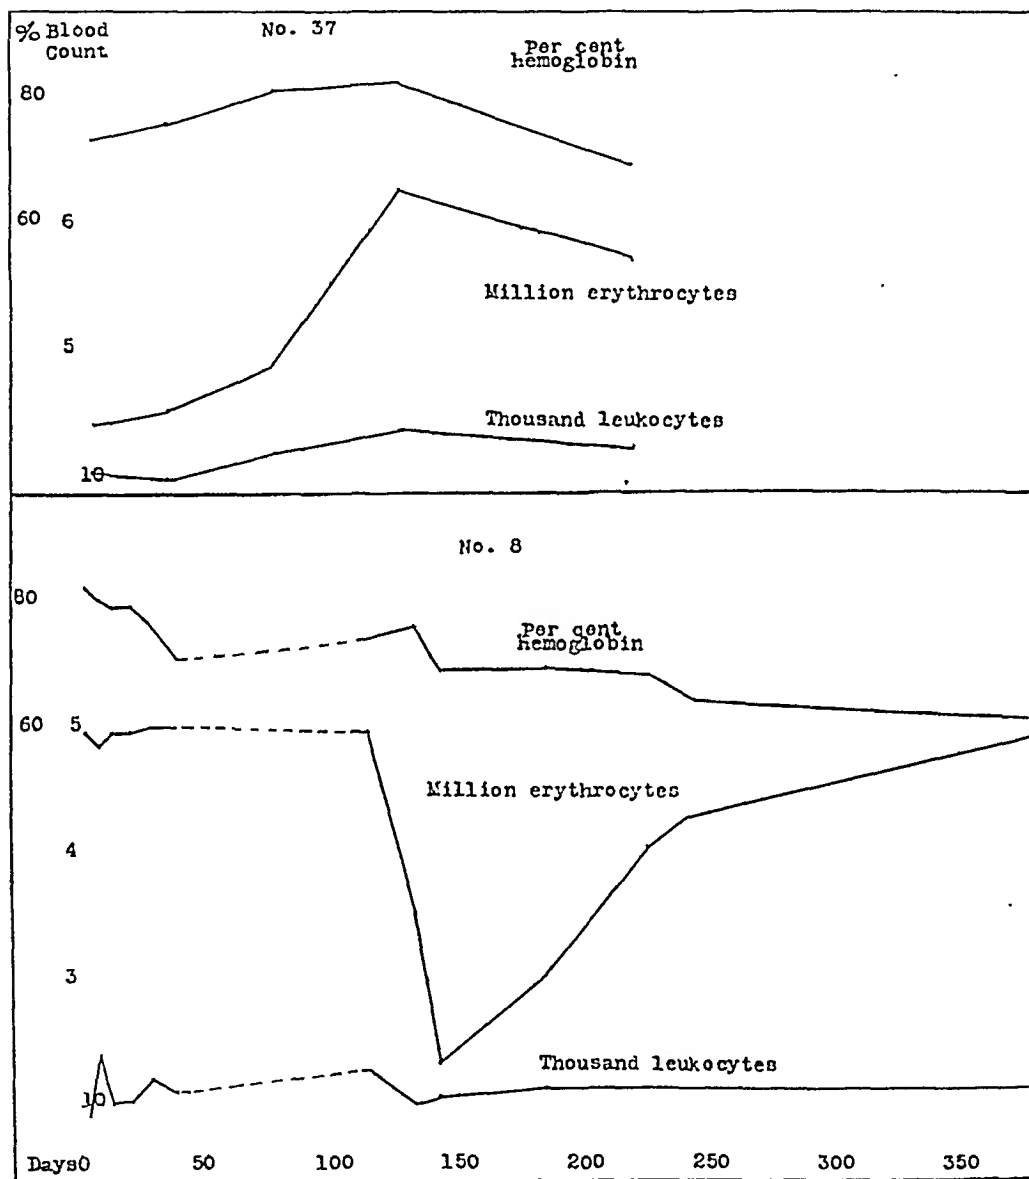 % Blood
Count
No. 37
Per cent
hemoglobin
80
60 6
Million erythrocytes
5
Thousand leukocytes
10
No. 8
80
Per cent
hemoglobin
60 5
Million erythrocytes
4
3
Thousand leukocytes
10
Days 0 50 100 150 200 250 300 350